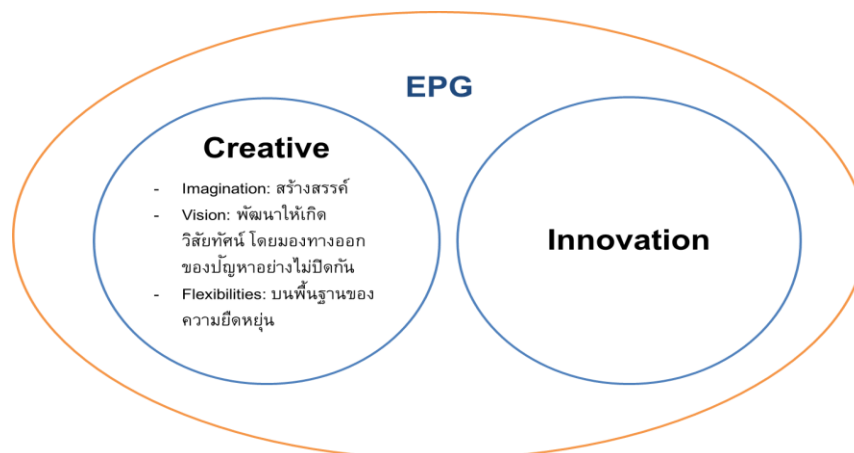 EPG
Creative
- Imagination: สร้างสรรค์
- Vision: พัฒนาให้เกิด
วิสัยทัศน์ โดยมองทางออก
ของปัญหาอย่างไม่ปิดกัน
- Flexibilities: บนพื้นฐานของ
ความยืดหยุ่น
Innovation